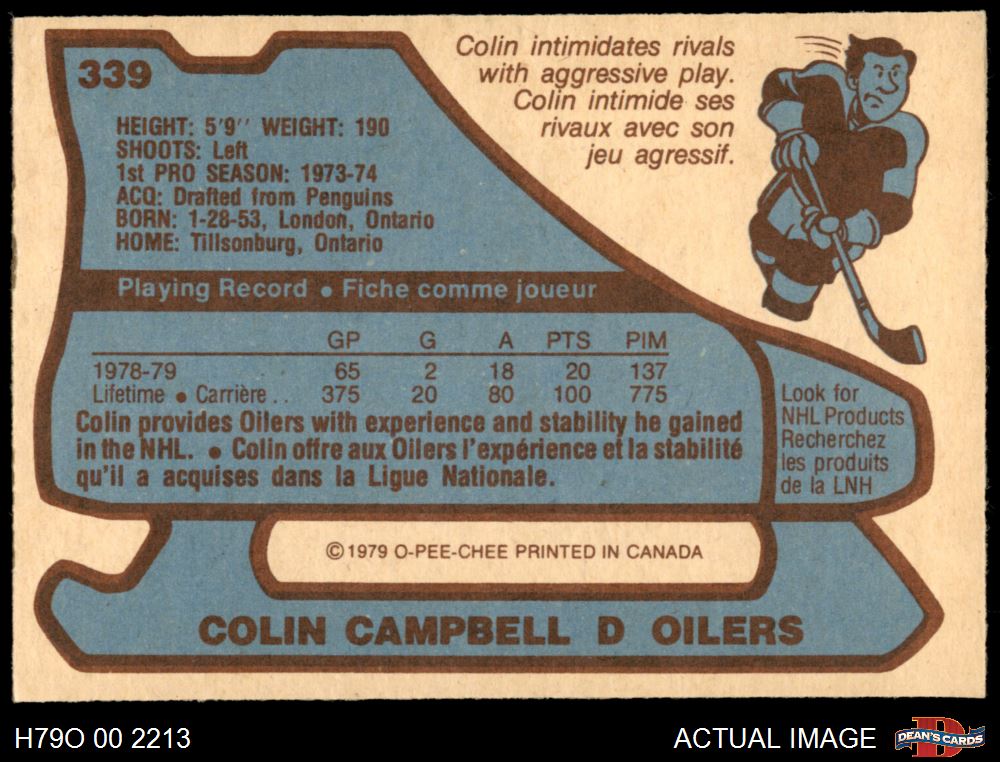 339
Colin intimidates rivals
with aggressive play.
Colin intimide ses
rivaux avec son
jeu agressif.
HEIGHT: 5'9'' WEIGHT: 190
SHOOTS: Left
1st PRO SEASON: 1973-74
ACQ: Drafted from Penguins
BORN: 1-28-53, London, Ontario
HOME: Tillsonburg, Ontario
Playing Record • Fiche comme joueur
GP G A PTS PIM
1978-79 65 2 18 20 137
Lifetime • Carrière .. 375 20 80 100 775
Colin provides Oilers with experience and stability he gained
in the NHL. • Colin offre aux Oilers l'expérience et la stabilité
qu'il a acquises dans la Ligue Nationale.
Look for
NHL Products
Recherchez
les produits
de la LNH
© 1979 O-PEE-CHEE PRINTED IN CANADA
COLIN CAMPBELL D OILERS
H79O 00 2213
ACTUAL IMAGE
D
DEAN'S CARDS